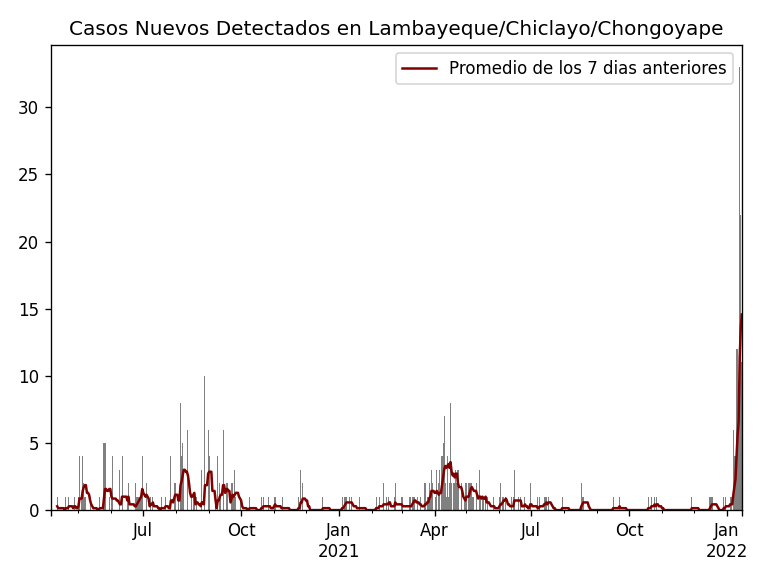 Casos Nuevos Detectados en Lambayeque/Chiclayo/Chongoyape
Promedio de los 7 dias anteriores
30
25
20
15
10
5
0
Jul Oct Jan Apr Jul Oct Jan
2021 2022